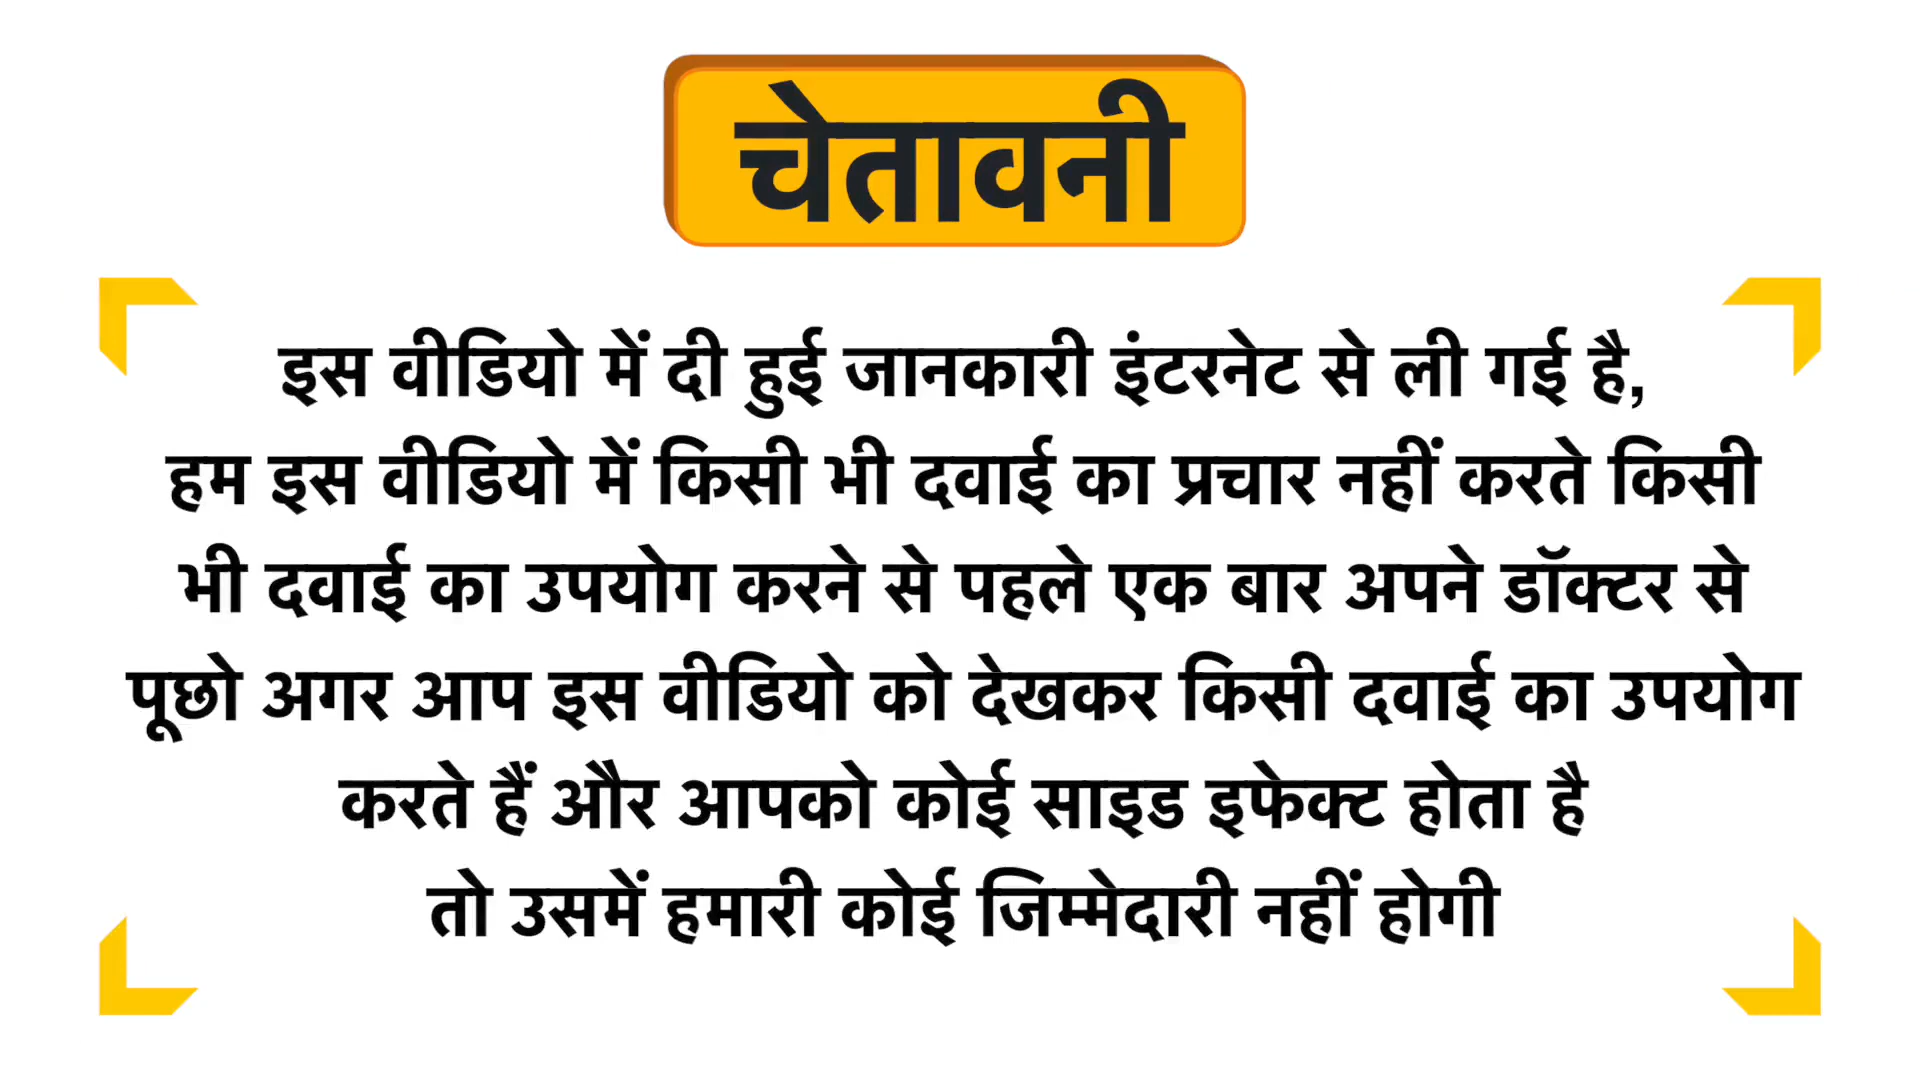 चेतावनी
इस वीडियो में दी हुई जानकारी इंटरनेट से ली गई है,
हम इस वीडियो में किसी भी दवाई का प्रचार नहीं करते किसी
भी दवाई का उपयोग करने से पहले एक बार अपने डॉक्टर से
पूछो अगर आप इस वीडियो को देखकर किसी दवाई का उपयोग
करते हैं और आपको कोई साइड इफेक्ट होता है
तो उसमें हमारी कोई जिम्मेदारी नहीं होगी